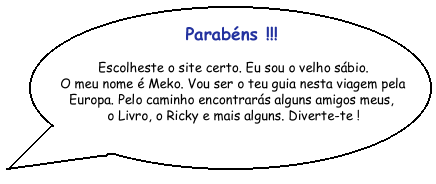 Parabéns !!!
Escolheste o site certo. Eu sou o velho sábio.
O meu nome é Meko. Vou ser o teu guia nesta viagem pela
Europa. Pelo caminho encontrarás alguns amigos meus,
o Livro, o Ricky e mais alguns. Diverte-te !